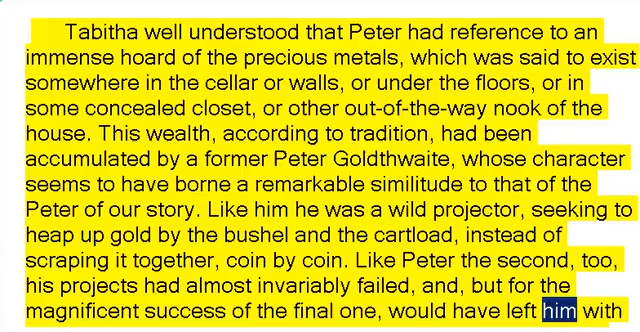 Tabitha well understood that Peter had reference to an
immense hoard of the precious metals, which was said to exist
somewhere in the cellar or walls, or under the floors, or in
some concealed closet, or other out-of-the-way nook of the
house. This wealth, according to tradition, had been
accumulated by a former Peter Goldthwaite, whose character
seems to have borne a remarkable similitude to that of the
Peter of our story. Like him he was a wild projector, seeking to
heap up gold by the bushel and the cartload, instead of
scraping it together, coin by coin. Like Peter the second, too,
his projects had almost invariably failed, and, but for the
magnificent success of the final one, would have left him with